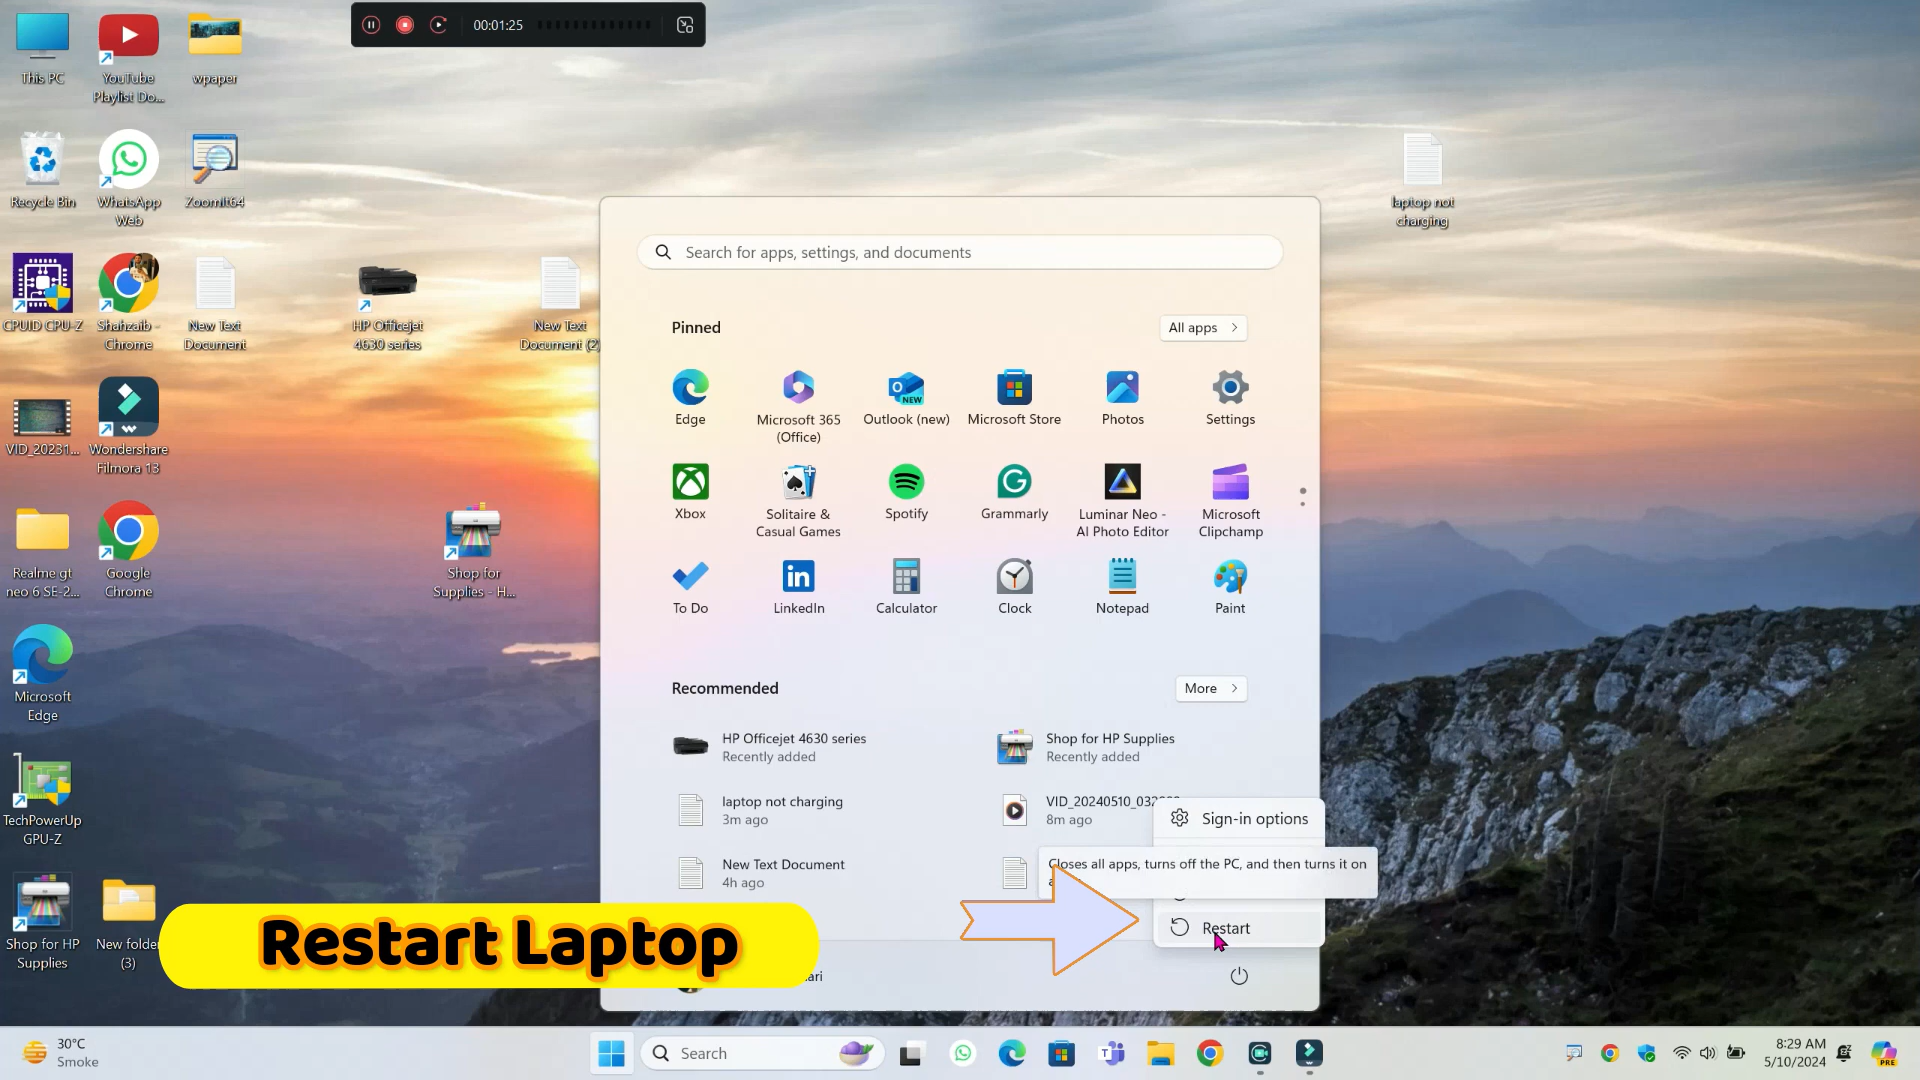 00:01:25
This PC
YouTube
Playlist Do...
wpaper
Recycle Bin
WhatsApp
Web
ZoomIt64
CPUID CPU-Z
Shahzaib -
Chrome
New Text
Document
HP Officejet
4630 series
New Text
Document (2)
VID_20231...
Wondershare
Filmora 13
Realme gt
neo 6 SE-2...
Google
Chrome
Shop for
Supplies - H...
Microsoft
Edge
TechPowerUp
GPU-Z
Shop for HP
Supplies
New folder
(3)
laptop not
charging
Search for apps, settings, and documents
Pinned
All apps
Edge
Microsoft 365
(Office)
Outlook (new)
NEW
Microsoft Store
Photos
Settings
Xbox
Solitaire &
Casual Games
Spotify
Grammarly
Luminar Neo -
AI Photo Editor
Microsoft
Clipchamp
To Do
LinkedIn
Calculator
Clock
Notepad
Paint
Recommended
More
HP Officejet 4630 series
Recently added
Shop for HP Supplies
Recently added
laptop not charging
3m ago
VID_20240510_03
8m ago
New Text Document
4h ago
Sign-in options
Closes all apps, turns off the PC, and then turns it on
Restart
Restart Laptop
30°C
Smoke
Search
8:29 AM
5/10/2024
PRE